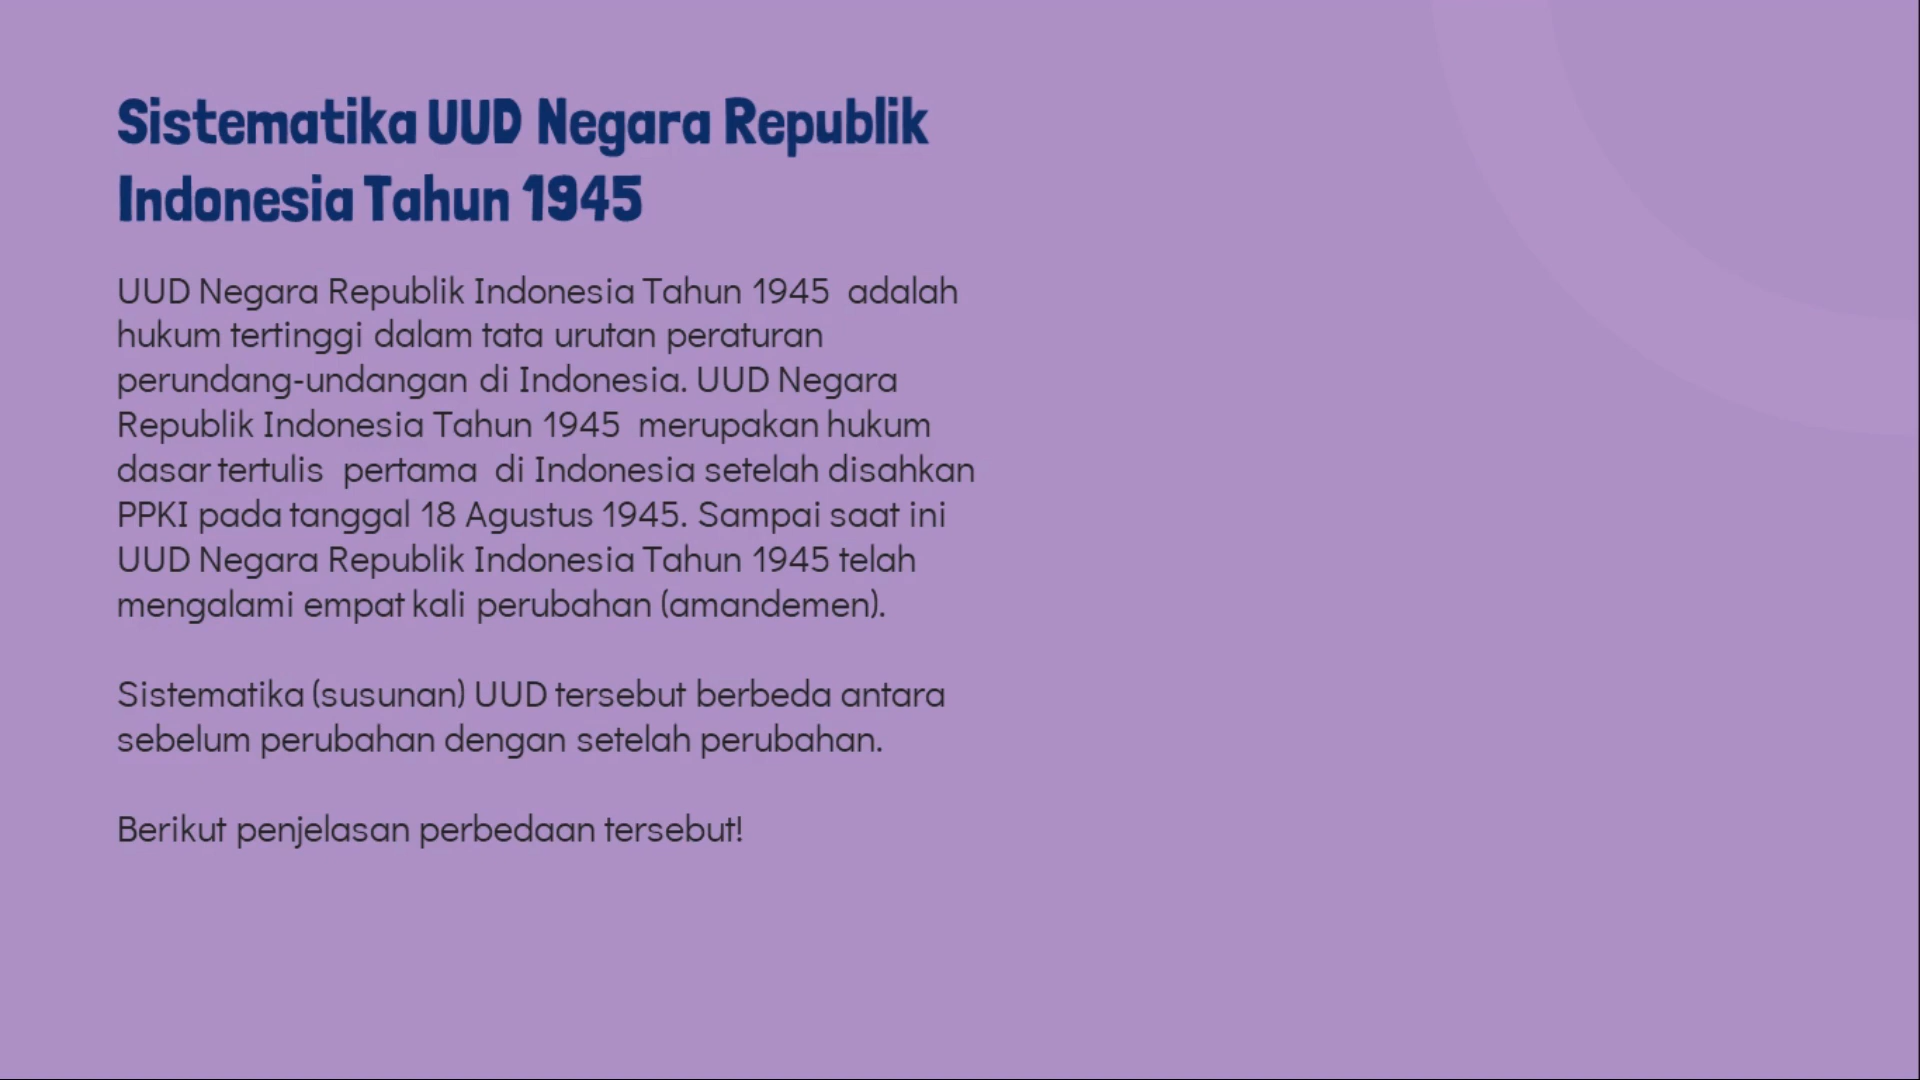 Sistematika UUD Negara Republik
Indonesia Tahun 1945
UUD Negara Republik Indonesia Tahun 1945 adalah
hukum tertinggi dalam tata urutan peraturan
perundang-undangan di Indonesia. UUD Negara
Republik Indonesia Tahun 1945 merupakan hukum
dasar tertulis pertama di Indonesia setelah disahkan
PPKI pada tanggal 18 Agustus 1945. Sampai saat ini
UUD Negara Republik Indonesia Tahun 1945 telah
mengalami empat kali perubahan (amandemen).
Sistematika (susunan) UUD tersebut berbeda antara
sebelum perubahan dengan setelah perubahan.
Berikut penjelasan perbedaan tersebut!